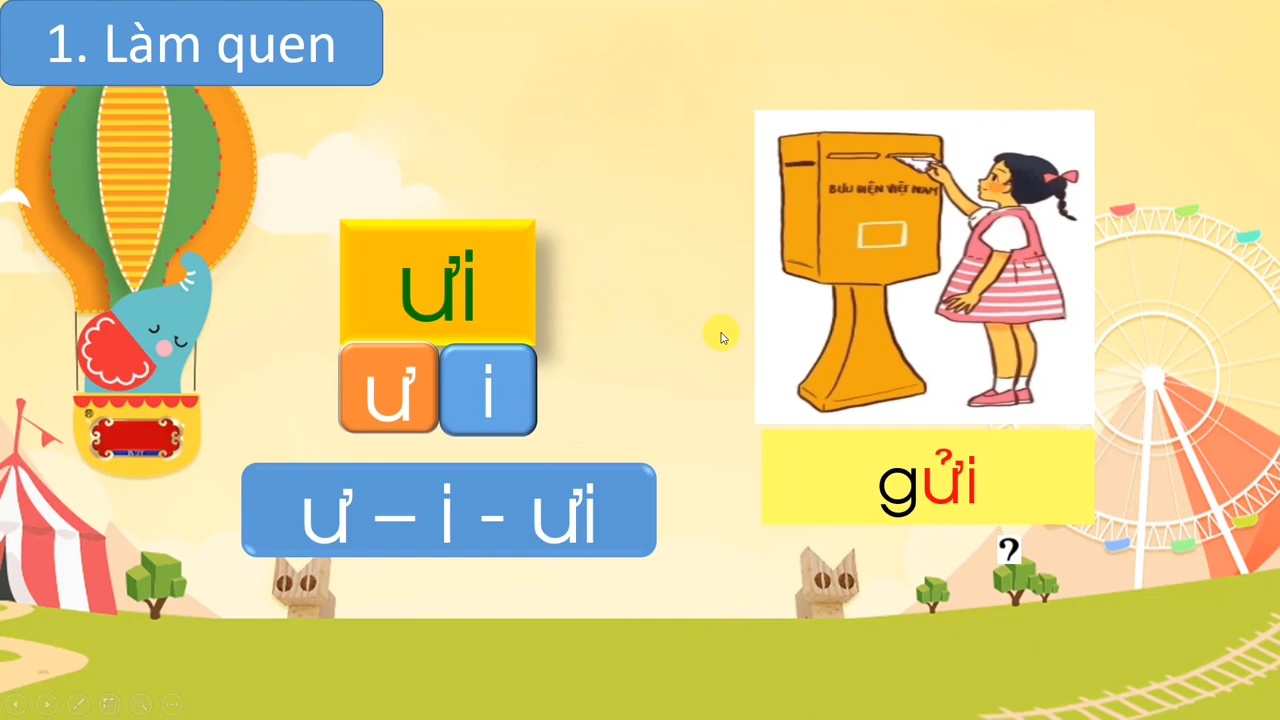 1. Làm quen
ưi
ư i
ư – i - ưi
BƯU ĐIỆN VIỆT NAM
gửi
?
®